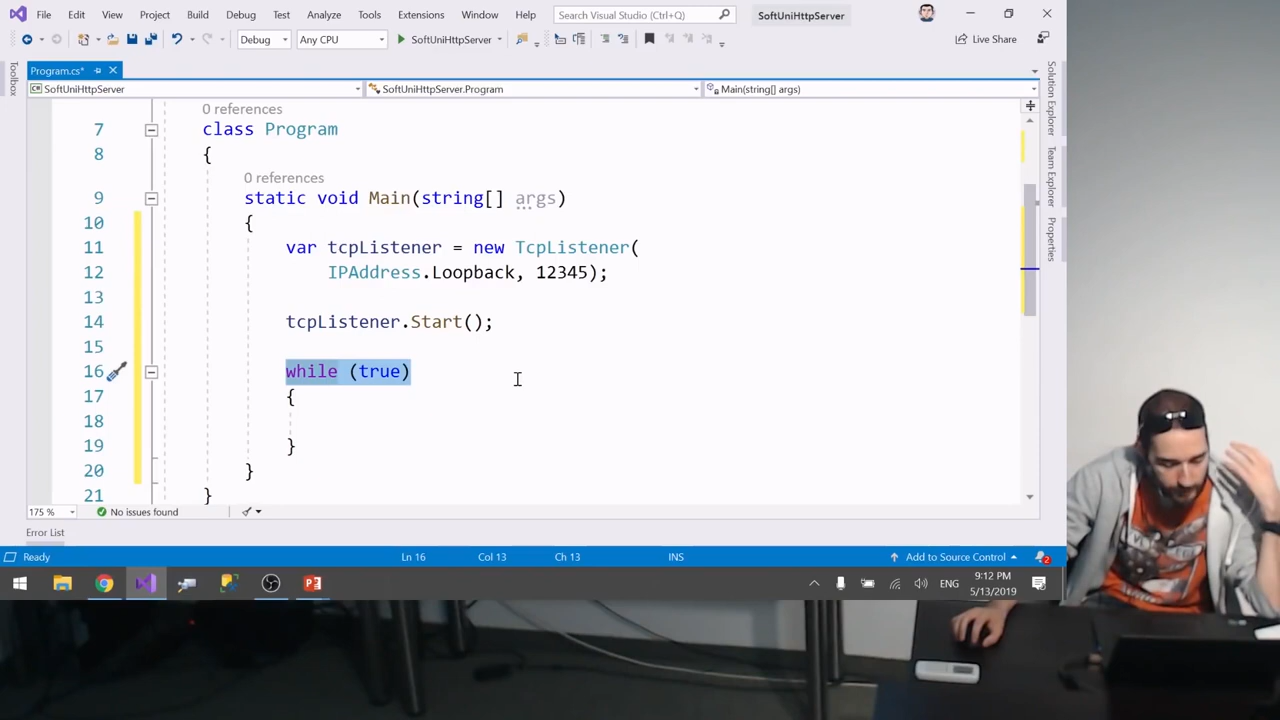 File Edit View Project Build Debug Test Analyze Tools Extensions Window Help Search Visual Studio (Ctrl+Q) SoftUniHttpServer
Debug Any CPU SoftUniHttpServer Live Share
Program.cs*
SoftUniHttpServer SoftUniHttpServer.Program Main(string[] args)
Toolbox
Solution Explorer
Team Explorer
Properties
0 references
7 class Program
8 {
0 references
9 static void Main(string[] args)
10 {
11 var tcpListener = new TcpListener(
12 IPAddress.Loopback, 12345);
13
14 tcpListener.Start();
15
16 while (true)
17 {
18
19 }
20 }
21 }
175 % No issues found
Error List
Ready Ln 16 Col 13 Ch 13 INS Add to Source Control 2
ENG 9:12 PM
5/13/2019